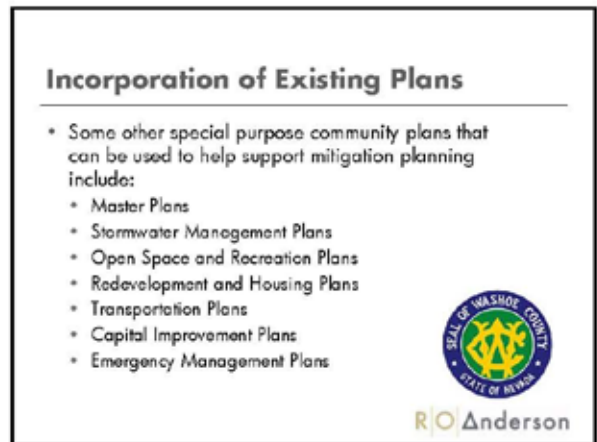 Incorporation of Existing Plans
• Some other special purpose community plans that
can be used to help support mitigation planning
include:
• Master Plans
• Stormwater Management Plans
• Open Space and Recreation Plans
• Redevelopment and Housing Plans
• Transportation Plans
• Capital Improvement Plans
• Emergency Management Plans
SEAL OF WASHOE COUNTY
STATE OF NEVADA
R|O|Anderson